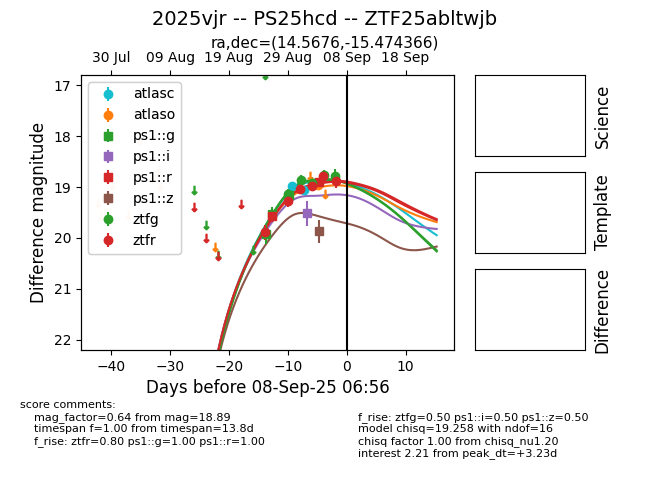 2025vjr -- PS25hcd -- ZTF25abltwjb
ra,dec=(14.5676,-15.474366)
30 Jul 09 Aug 19 Aug 29 Aug 08 Sep 18 Sep
17
18
19
20
21
22
Difference magnitude
atlasc
atlaso
ps1::g
ps1::i
ps1::r
ps1::z
ztfg
ztfr
−40 −30 −20 −10 0 10
Days before 08-Sep-25 06:56
Science
Template
Difference
score comments:
mag_factor=0.64 from mag=18.89
timespan f=1.00 from timespan=13.8d
f_rise: ztfr=0.80 ps1::g=1.00 ps1::r=1.00
f_rise: ztfg=0.50 ps1::i=0.50 ps1::z=0.50
model chisq=19.258 with ndof=16
chisq factor 1.00 from chisq_nu1.20
interest 2.21 from peak_dt=+3.23d